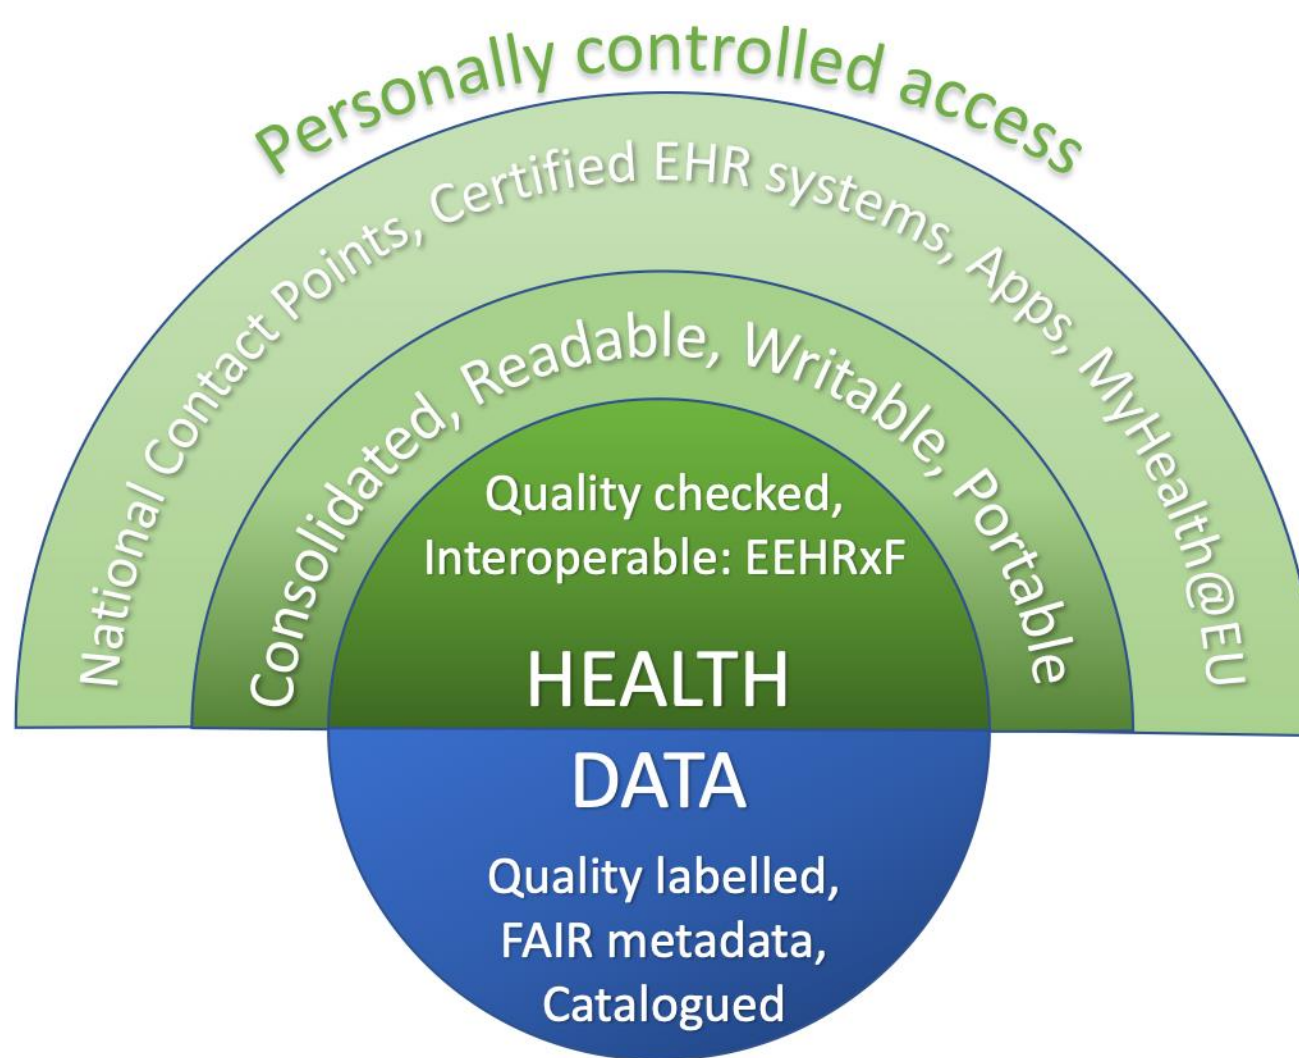 Personally controlled access
National Contact Points, Certified EHR systems, Apps, MyHealth@EU
Consolidated, Readable, Writable, Portable
Quality checked,
Interoperable: EEHRxF
HEALTH
DATA
Quality labelled,
FAIR metadata,
Catalogued